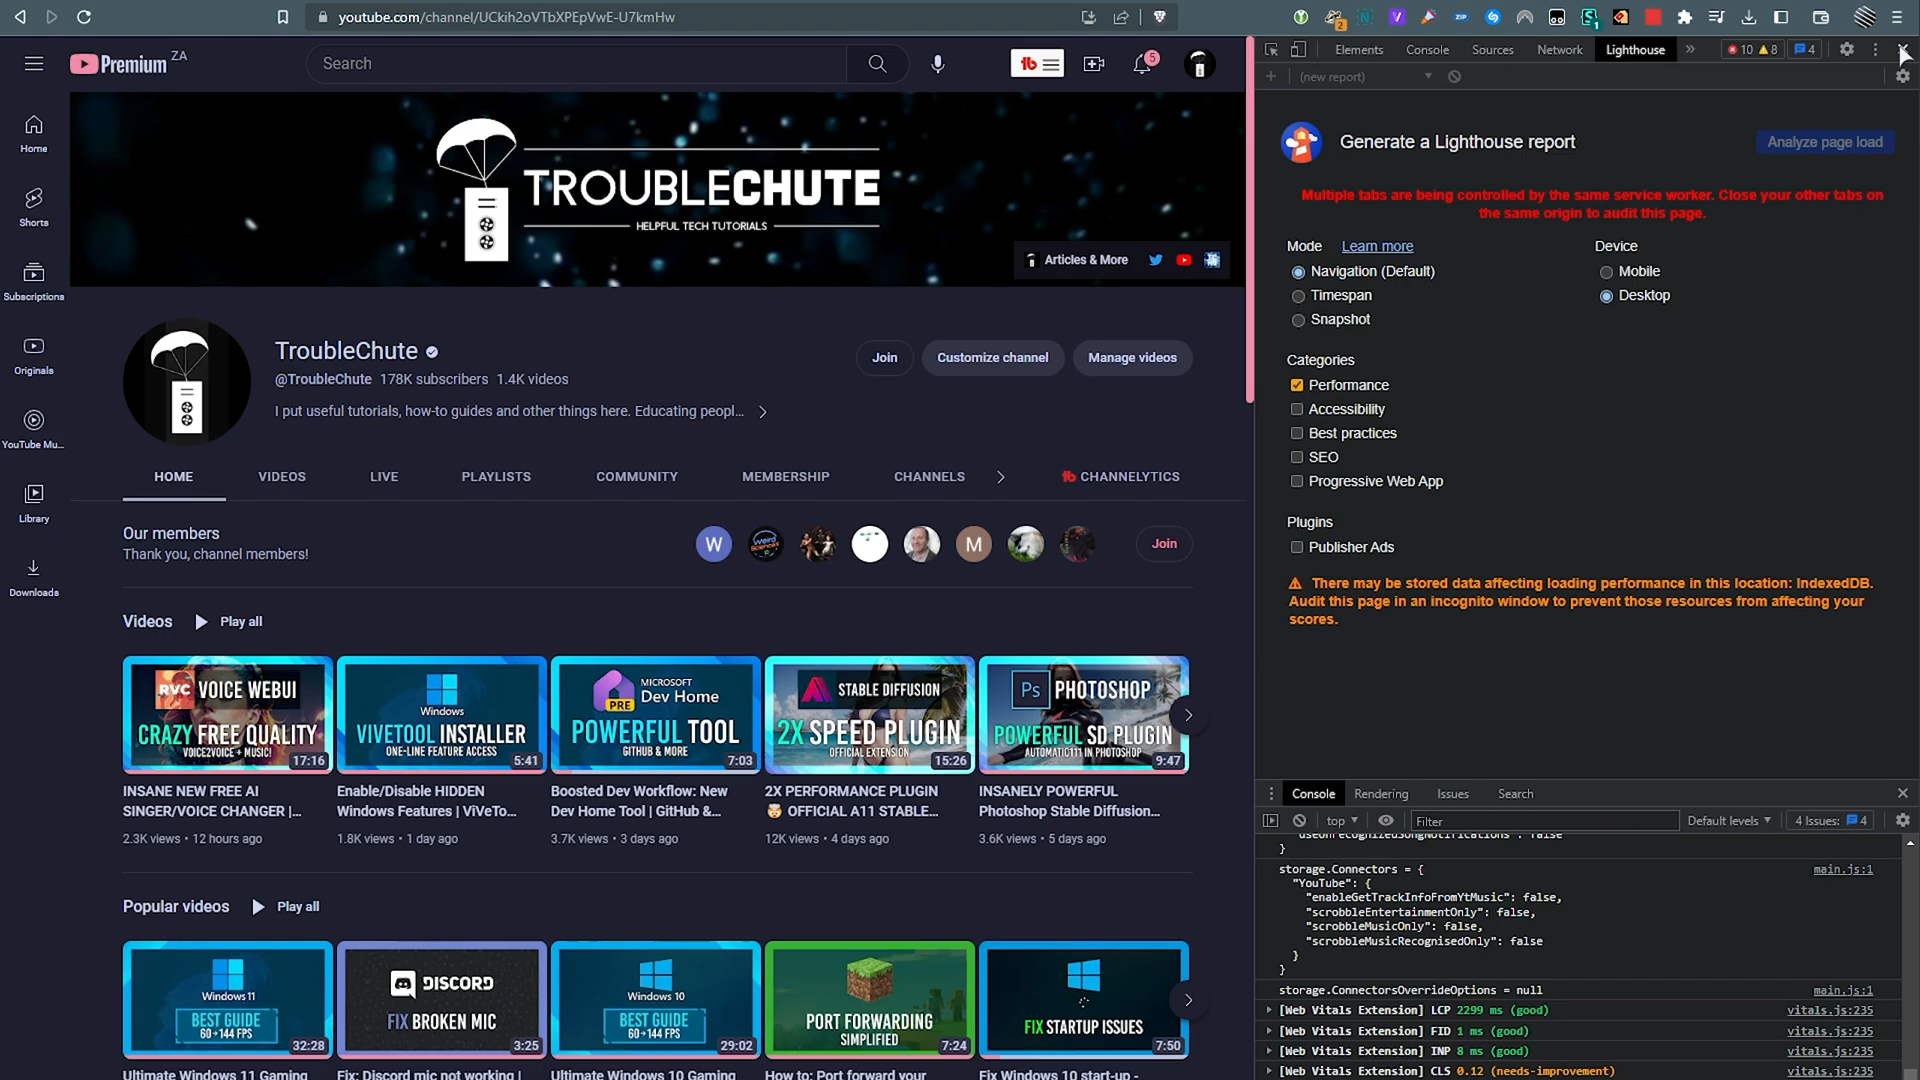 youtube.com/channel/UCkih2oVTbXPEpVwE-U7kmHw
2
V
ZIP
1
Premium ZA
Search
5
Elements Console Sources Network Lighthouse
10 8 4
(new report)
Home
Shorts
Subscriptions
Originals
YouTube Mu...
Library
Downloads
TROUBLECHUTE
HELPFUL TECH TUTORIALS
Articles & More
TroubleChute
@TroubleChute 178K subscribers 1.4K videos
I put useful tutorials, how-to guides and other things here. Educating peopl...
Join
Customize channel
Manage videos
HOME VIDEOS LIVE PLAYLISTS COMMUNITY MEMBERSHIP CHANNELS CHANNELYTICS
Our members
Thank you, channel members!
W
M
Join
Videos Play all
RVC VOICE WEBUI
CRAZY FREE QUALITY
VOICE2VOICE + MUSIC!
17:16
Windows
VIVETOOL INSTALLER
ONE-LINE FEATURE ACCESS
5:41
MICROSOFT
Dev Home
PRE
POWERFUL TOOL
GITHUB & MORE
7:03
STABLE DIFFUSION
2X SPEED PLUGIN
OFFICIAL EXTENSION
15:26
Ps PHOTOSHOP
POWERFUL SD PLUGIN
AUTOMATIC1111 IN PHOTOSHOP
9:47
INSANE NEW FREE AI
SINGER/VOICE CHANGER |...
2.3K views • 12 hours ago
Enable/Disable HIDDEN
Windows Features | ViVeTo...
1.8K views • 1 day ago
Boosted Dev Workflow: New
Dev Home Tool | GitHub &...
3.7K views • 3 days ago
2X PERFORMANCE PLUGIN
🤯 OFFICIAL A11 STABLE...
12K views • 4 days ago
INSANELY POWERFUL
Photoshop Stable Diffusion...
3.6K views • 5 days ago
Popular videos Play all
Windows 11
BEST GUIDE
60→144 FPS
32:28
DISCORD
FIX BROKEN MIC
3:25
Windows 10
BEST GUIDE
60→144 FPS
29:02
PORT FORWARDING
SIMPLIFIED
7:24
FIX STARTUP ISSUES
7:50
Ultimate Windows 11 Gaming
Fix: Discord mic not working |
Ultimate Windows 10 Gaming
How to: Port forward your
Fix Windows 10 start-up -
Generate a Lighthouse report
Analyze page load
Multiple tabs are being controlled by the same service worker. Close your other tabs on
the same origin to audit this page.
Mode Learn more
Navigation (Default)
Timespan
Snapshot
Device
Mobile
Desktop
Categories
Performance
Accessibility
Best practices
SEO
Progressive Web App
Plugins
Publisher Ads
There may be stored data affecting loading performance in this location: IndexedDB.
Audit this page in an incognito window to prevent those resources from affecting your
scores.
Console Rendering Issues Search
top Filter Default levels 4 Issues: 4
"useUnrecognizedSongNotifications": false
}
storage.Connectors = { main.js:1
"YouTube": {
"enableGetTrackInfoFromYtMusic": false,
"scrobbleEntertainmentOnly": false,
"scrobbleMusicOnly": false,
"scrobbleMusicRecognisedOnly": false
}
}
storage.ConnectorsOverrideOptions = null main.js:1
[Web Vitals Extension] LCP 2299 ms (good) vitals.js:235
[Web Vitals Extension] FID 1 ms (good) vitals.js:235
[Web Vitals Extension] INP 8 ms (good) vitals.js:235
[Web Vitals Extension] CLS 0.12 (needs-improvement) vitals.js:235